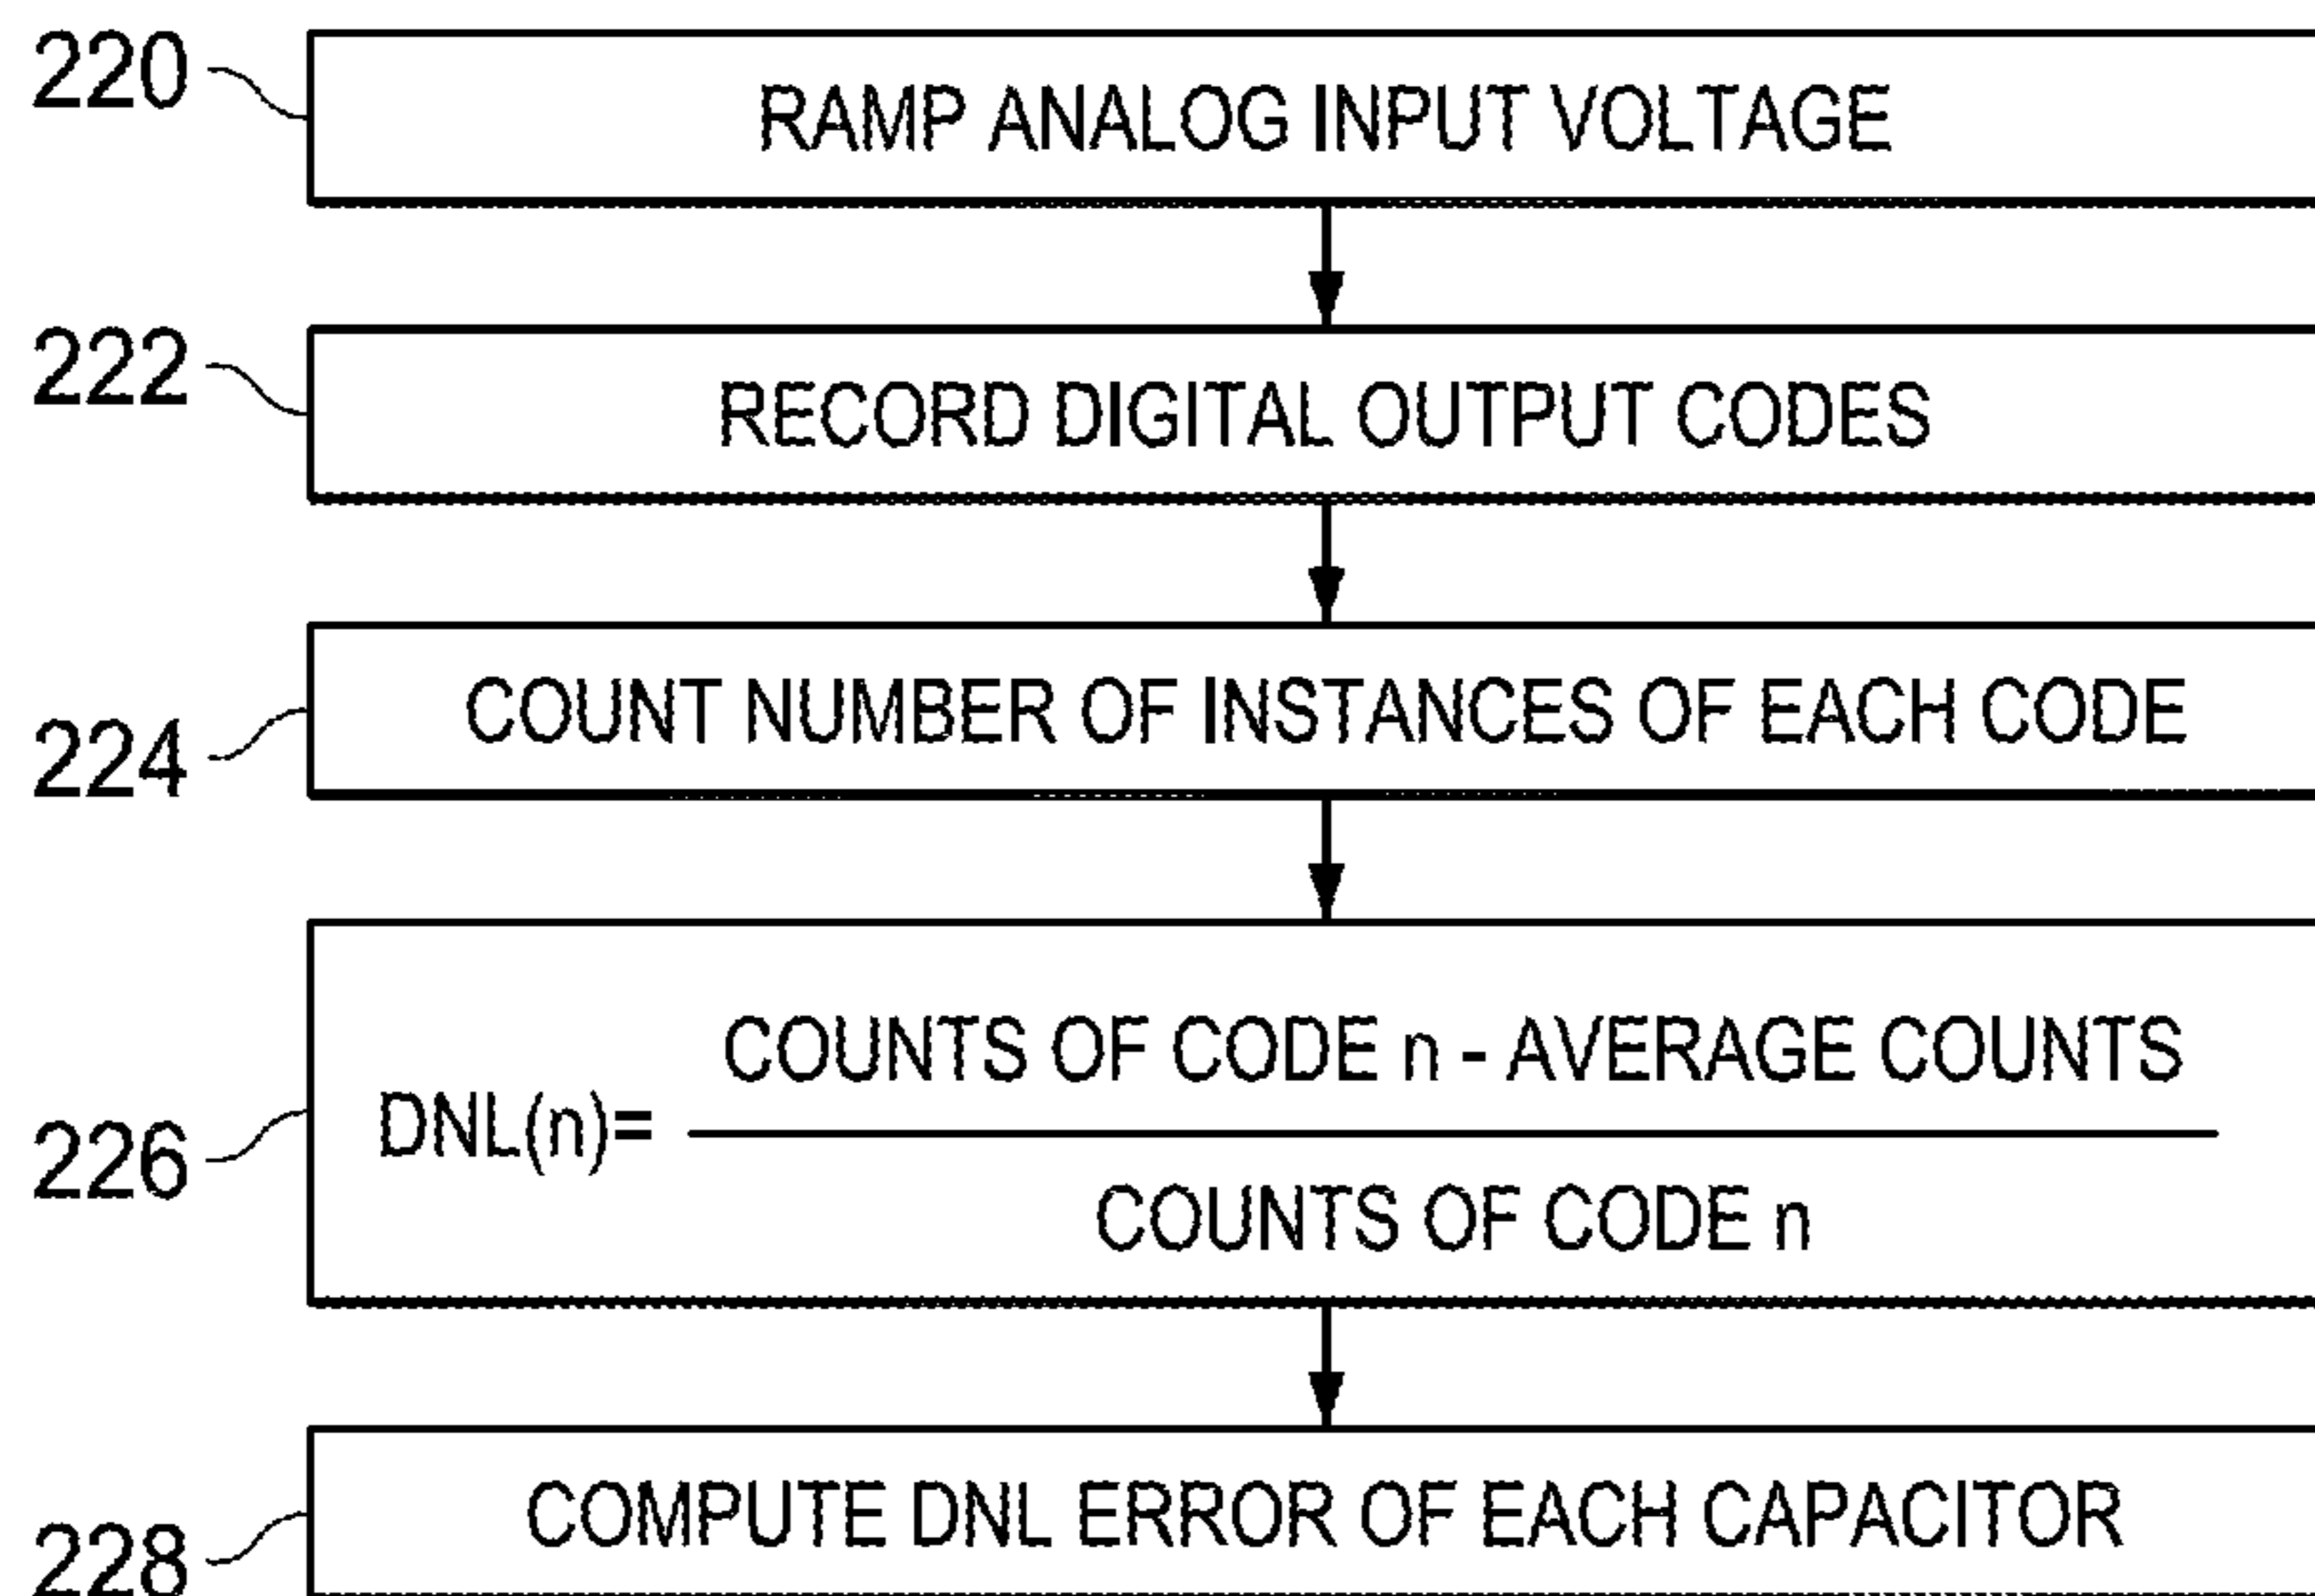 220
RAMP ANALOG INPUT VOLTAGE
222
RECORD DIGITAL OUTPUT CODES
224
COUNT NUMBER OF INSTANCES OF EACH CODE
226
DNL(n)=
COUNTS OF CODE n - AVERAGE COUNTS
COUNTS OF CODE n
228
COMPUTE DNL ERROR OF EACH CAPACITOR